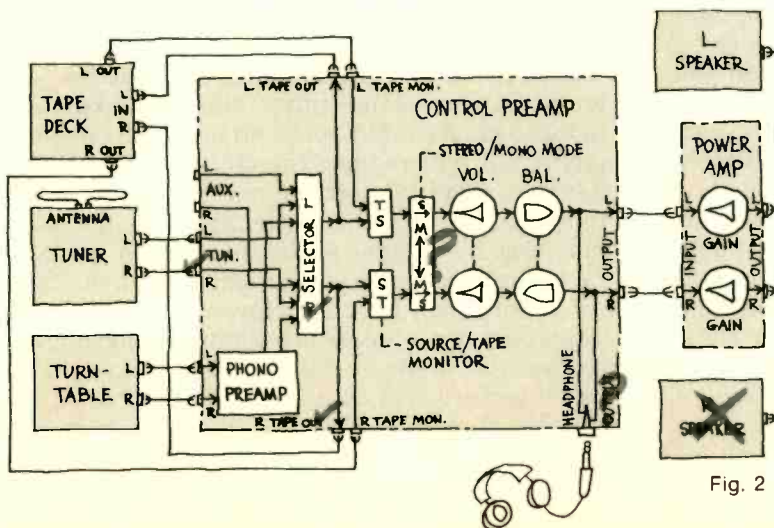 L OUT
TAPE
DECK
L
IN
R
R OUT
ANTENNA
TUNER
L
R
TURN-
TABLE
L
R
L TAPE OUT
L TAPE MON.
CONTROL PREAMP
STEREO/MONO MODE
VOL.
BAL.
L
AUX.
R
L
TUN.
R
L
SELECTOR
R
T
S
S
T
S
M
M
S
SOURCE/TAPE
MONITOR
L
R
PHONO
PREAMP
R TAPE OUT
R TAPE MON.
HEADPHONE
OUTPUT
L
OUTPUT
R
L
SPEAKER
POWER
AMP
L
INPUT
R
GAIN
GAIN
L
OUTPUT
R
R
SPEAKER
Fig. 2